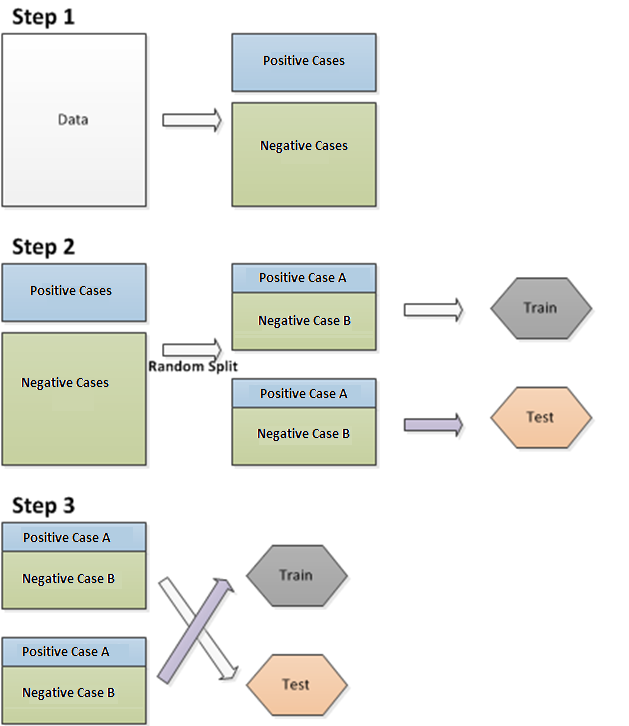 Step 1
Data
Positive Cases
Negative Cases
Step 2
Positive Cases
Negative Cases
Random Split
Positive Case A
Negative Case B
Train
Positive Case A
Negative Case B
Test
Step 3
Positive Case A
Negative Case B
Positive Case A
Negative Case B
Train
Test